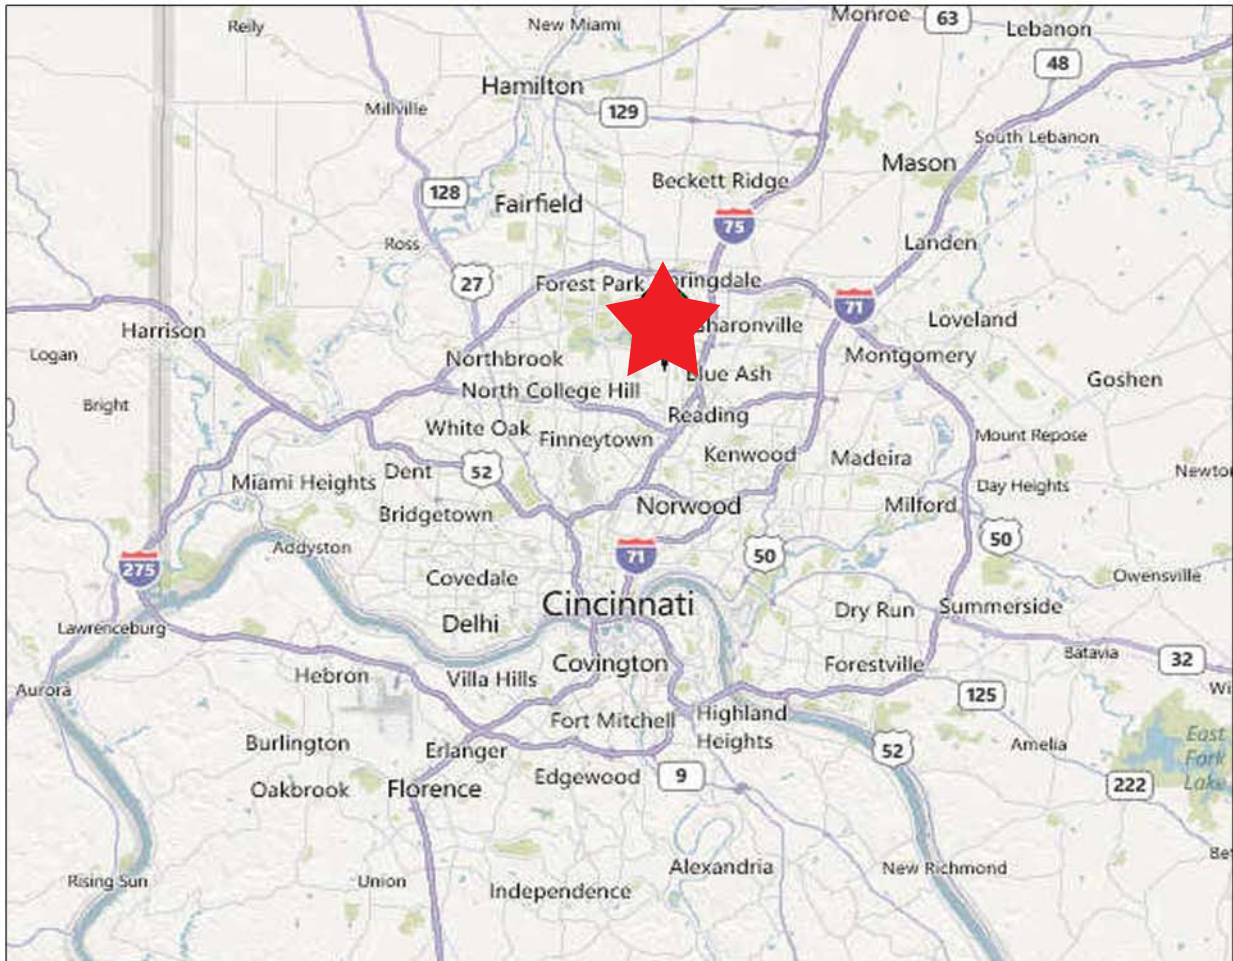 Reily
New Miami
Monroe
63
Lebanon
48
Hamilton
Millville
129
South Lebanon
Mason
Beckett Ridge
128
Fairfield
75
Landen
Ross
27
Forest Park
ringdale
71
Loveland
Harrison
haronville
Logan
Northbrook
Montgomery
Blue Ash
Goshen
North College Hill
Bright
Reading
White Oak
Finneytown
Mount Repose
Kenwood
Madeira
Dent
52
Newto
Miami Heights
Day Heights
Norwood
Milford
Bridgetown
Addyston
71
50
50
275
Covedale
Owensville
Cincinnati
Dry Run
Summerside
Delhi
Lawrenceburg
Batavia
32
Covington
Forestville
Hebron
Villa Hills
Aurora
Wi
125
Fort Mitchell
Highland
Heights
East
Fork
Lake
Burlington
Erlanger
52
Amelia
Edgewood
9
222
Oakbrook
Florence
Be
Alexandria
New Richmond
Rising Sun
Union
Independence